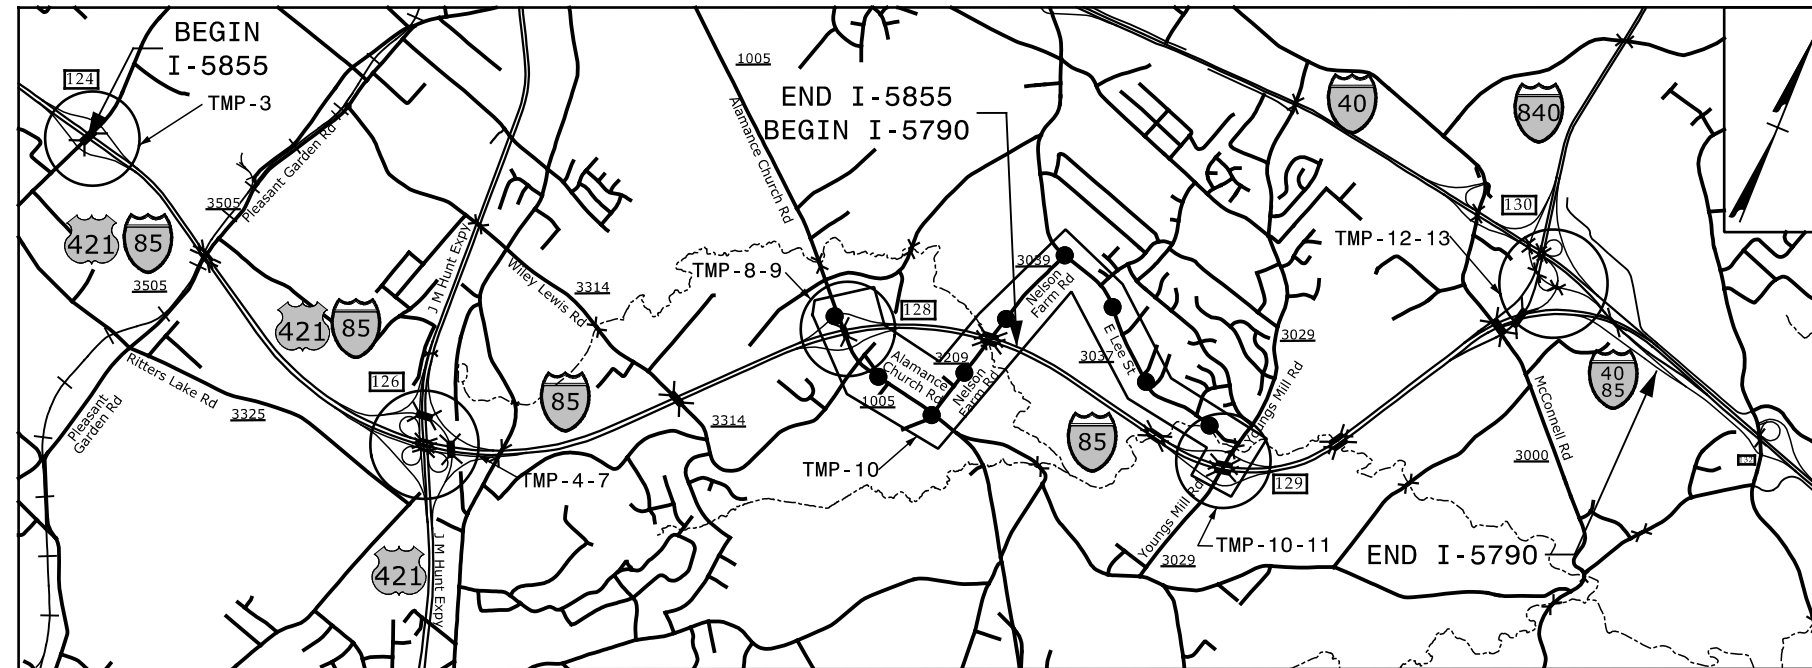 BEGIN
I-5855
124
TMP-3
Pleasant Garden Rd
3505
421
85
3505
Ritters Lake Rd
3325
Pleasant
Garden Rd
J M Hunt Expy
421
85
126
Wiley Lewis Rd
3314
85
3314
TMP-4-7
421
J M Hunt Expy
1005
Alamance Church Rd
END I-5855
BEGIN I-5790
TMP-8-9
128
3039
Nelson
Farm Rd
3209
Alamance
Church Rd
1005
Nelson
Farm Rd
TMP-10
E Lee St
3037
85
3029
Youngs Mill Rd
129
Youngs Mill Rd
3029
TMP-10-11
40
840
130
TMP-12-13
40
85
McConnell Rd
3000
END I-5790